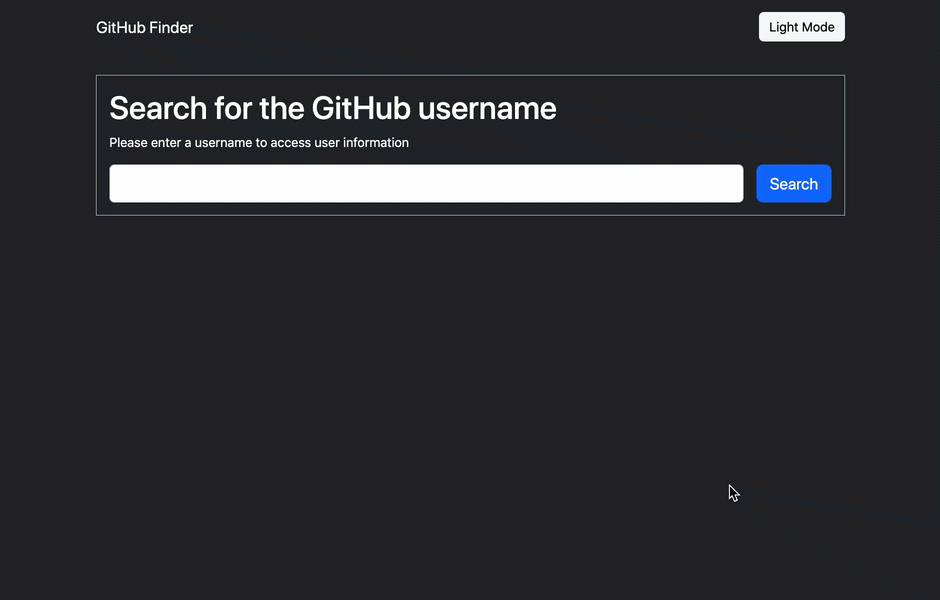 GitHub Finder
Light Mode
Search for the GitHub username
Please enter a username to access user information
Search